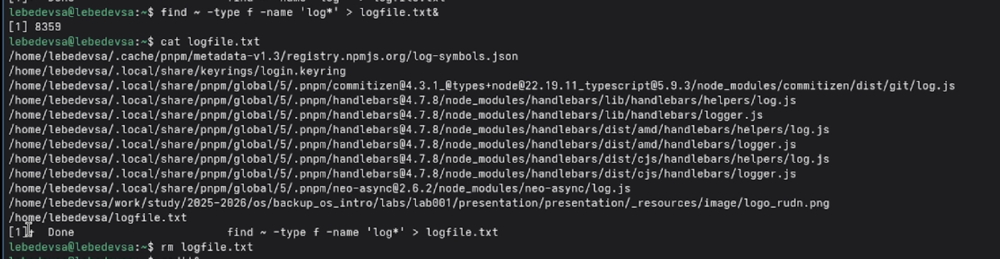 lebedevsa@lebedevsa:~$ find ~ -type f -name 'log*' > logfile.txt&
[1] 8359
lebedevsa@lebedevsa:~$ cat logfile.txt
/home/lebedevsa/.cache/pnpm/metadata-v1.3/registry.npmjs.org/log-symbols.json
/home/lebedevsa/.local/share/keyrings/login.keyring
/home/lebedevsa/.local/share/pnpm/global/5/.pnpm/commitizen@4.3.1_@types+node@22.19.11_typescript@5.9.3/node_modules/commitizen/dist/git/log.js
/home/lebedevsa/.local/share/pnpm/global/5/.pnpm/handlebars@4.7.8/node_modules/handlebars/lib/handlebars/helpers/log.js
/home/lebedevsa/.local/share/pnpm/global/5/.pnpm/handlebars@4.7.8/node_modules/handlebars/lib/handlebars/logger.js
/home/lebedevsa/.local/share/pnpm/global/5/.pnpm/handlebars@4.7.8/node_modules/handlebars/dist/amd/handlebars/helpers/log.js
/home/lebedevsa/.local/share/pnpm/global/5/.pnpm/handlebars@4.7.8/node_modules/handlebars/dist/amd/handlebars/logger.js
/home/lebedevsa/.local/share/pnpm/global/5/.pnpm/handlebars@4.7.8/node_modules/handlebars/dist/cjs/handlebars/helpers/log.js
/home/lebedevsa/.local/share/pnpm/global/5/.pnpm/handlebars@4.7.8/node_modules/handlebars/dist/cjs/handlebars/logger.js
/home/lebedevsa/.local/share/pnpm/global/5/.pnpm/neo-async@2.6.2/node_modules/neo-async/log.js
/home/lebedevsa/work/study/2025-2026/os/backup_os_intro/labs/lab001/presentation/presentation/_resources/image/logo_rudn.png
/home/lebedevsa/logfile.txt
[1]+  Done                    find ~ -type f -name 'log*' > logfile.txt
lebedevsa@lebedevsa:~$ rm logfile.txt